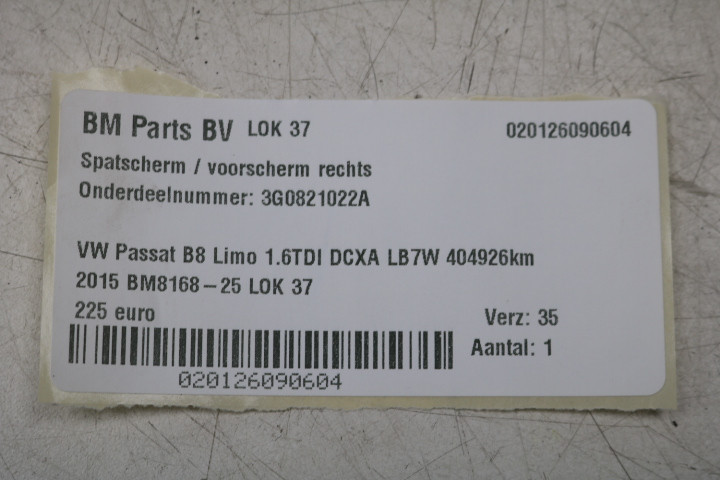 BM Parts BV LOK 37 020126090604
Spatscherm / voorscherm rechts
Onderdeelnummer: 3G0821022A
VW Passat B8 Limo 1.6TDI DCXA LB7W 404926km
2015 BM8168-25 LOK 37
225 euro Verz: 35
Aantal: 1
020126090604